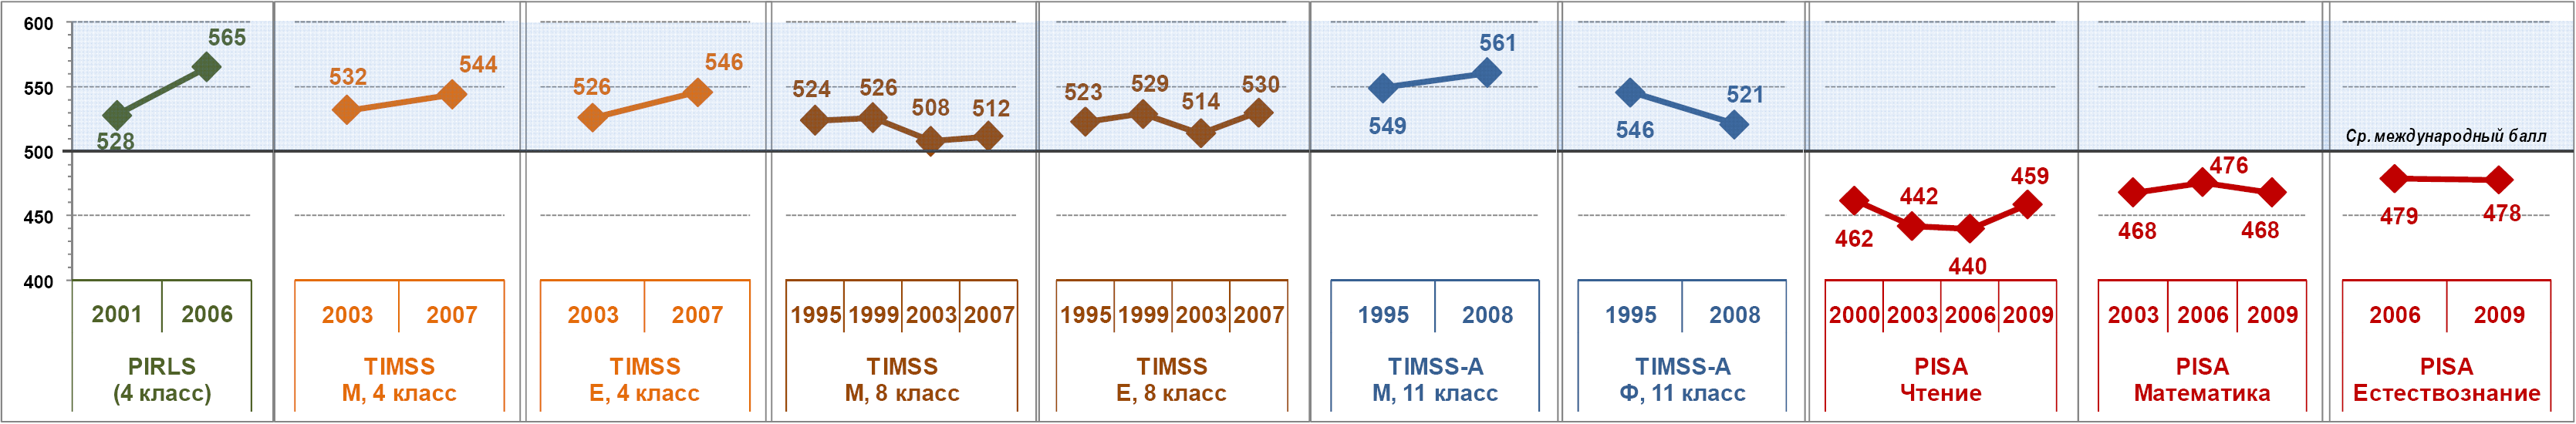 600
550
500
450
400
528
565
2001
2006
PIRLS
(4 класс)
532
544
2003
2007
TIMSS
М, 4 класс
526
546
2003
2007
TIMSS
Е, 4 класс
524
526
508
512
1995
1999
2003
2007
TIMSS
М, 8 класс
523
529
514
530
1995
1999
2003
2007
TIMSS
Е, 8 класс
549
561
1995
2008
TIMSS-A
М, 11 класс
546
521
1995
2008
TIMSS-A
Ф, 11 класс
462
442
440
459
2000
2003
2006
2009
PISA
Чтение
468
476
468
2003
2006
2009
PISA
Математика
Ср. международный балл
479
478
2006
2009
PISA
Естествознание